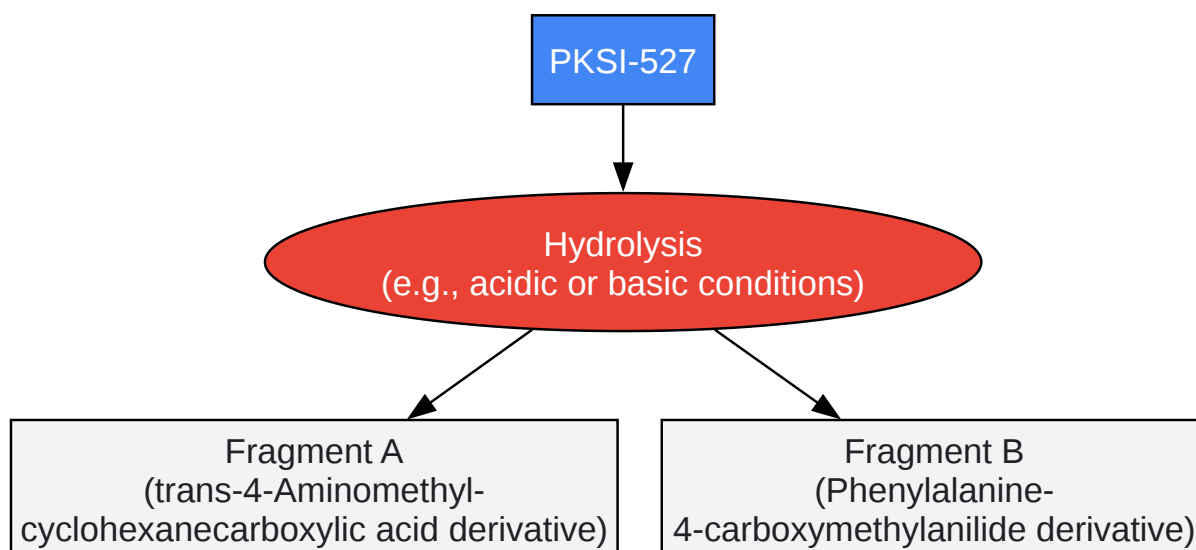 PKSI-527
Hydrolysis
(e.g., acidic or basic conditions)
Fragment A
(trans-4-Aminomethyl-
cyclohexanecarboxylic acid derivative)
Fragment B
(Phenylalanine-
4-carboxymethylanilide derivative)